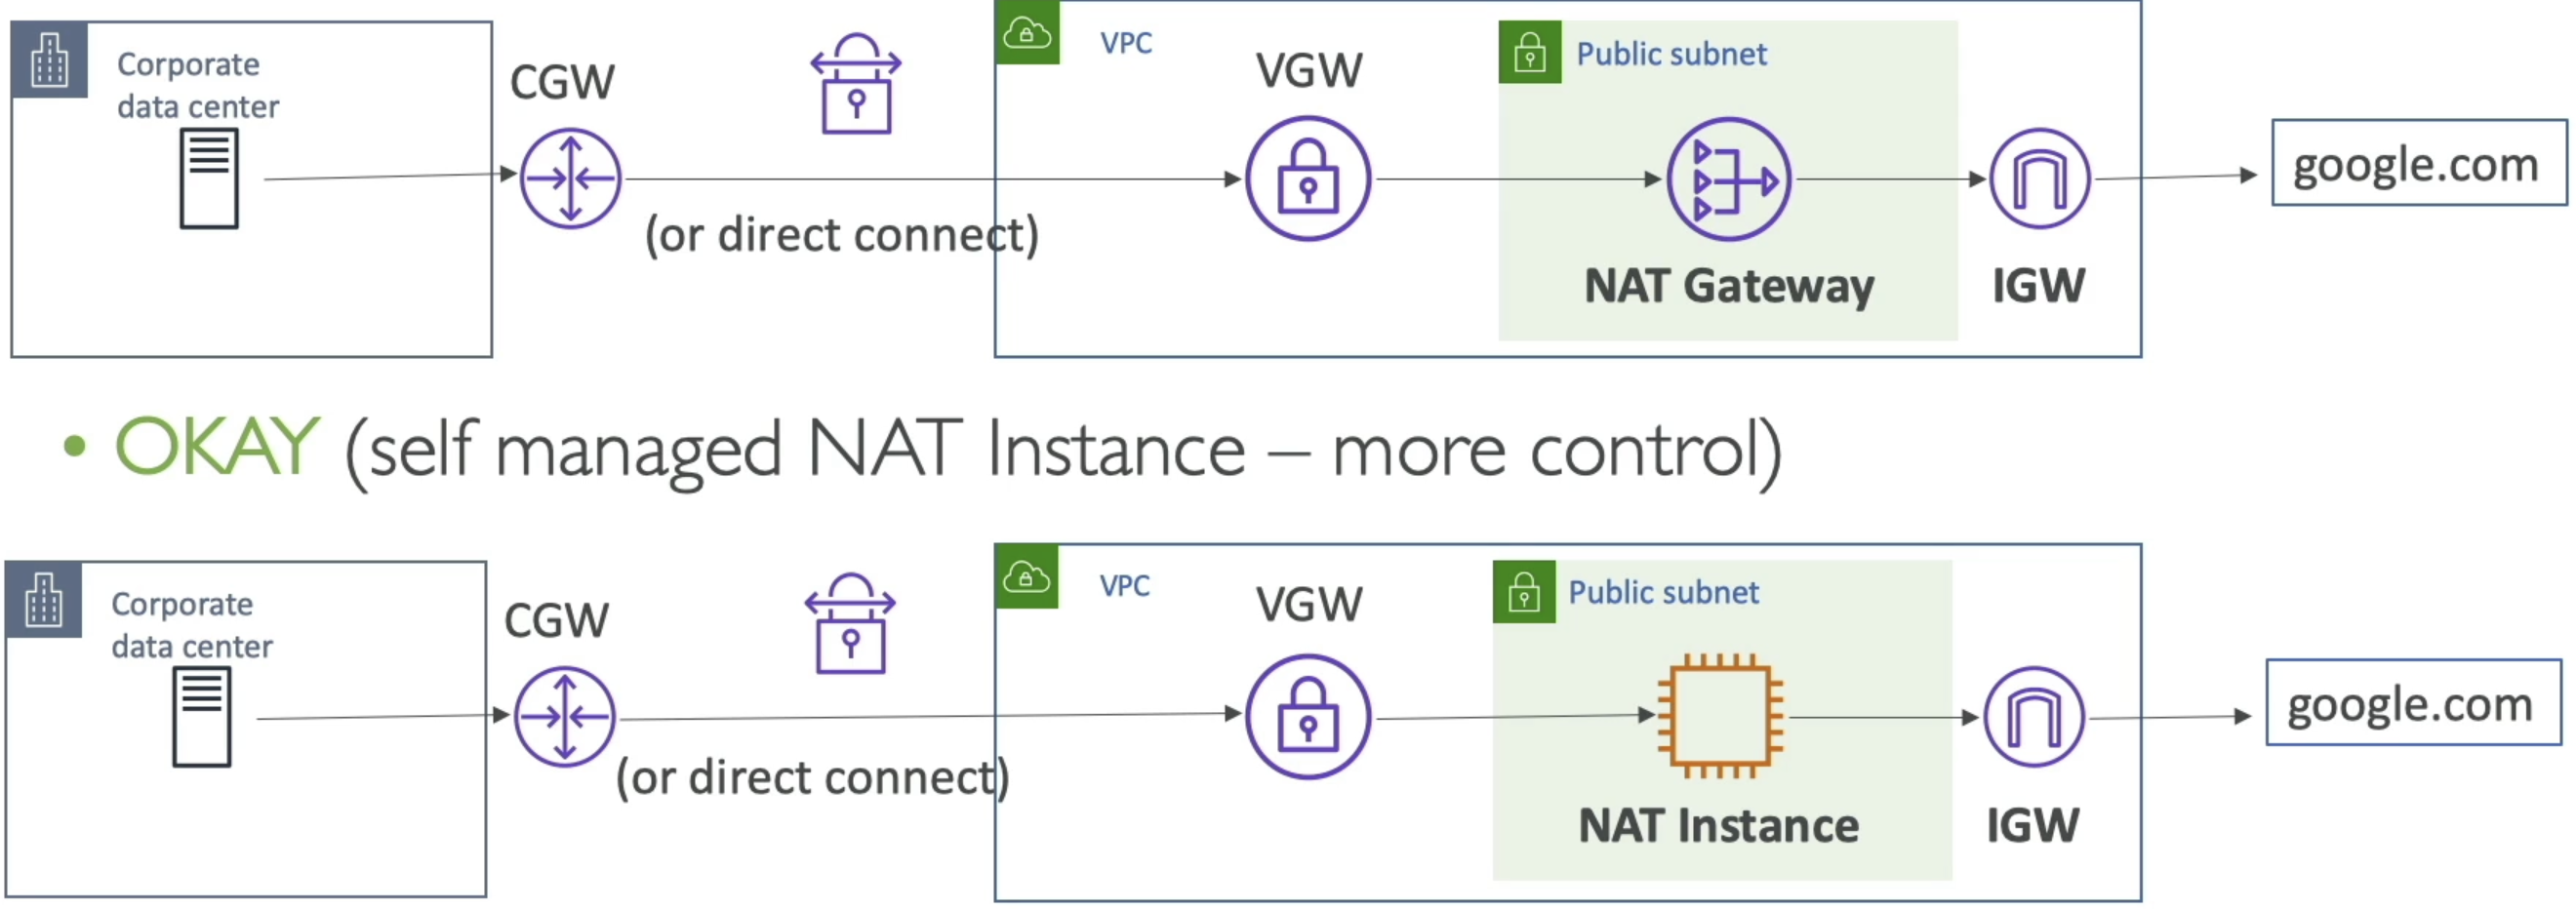 Corporate
data center
CGW
(or direct connect)
VPC
VGW
Public subnet
NAT Gateway
IGW
google.com
• OKAY (self managed NAT Instance – more control)
Corporate
data center
CGW
(or direct connect)
VPC
VGW
Public subnet
NAT Instance
IGW
google.com